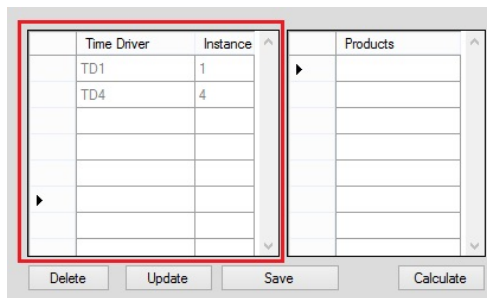 Time Driver Instance Products
TD1 1
TD4 4
Delete Update Save Calculate